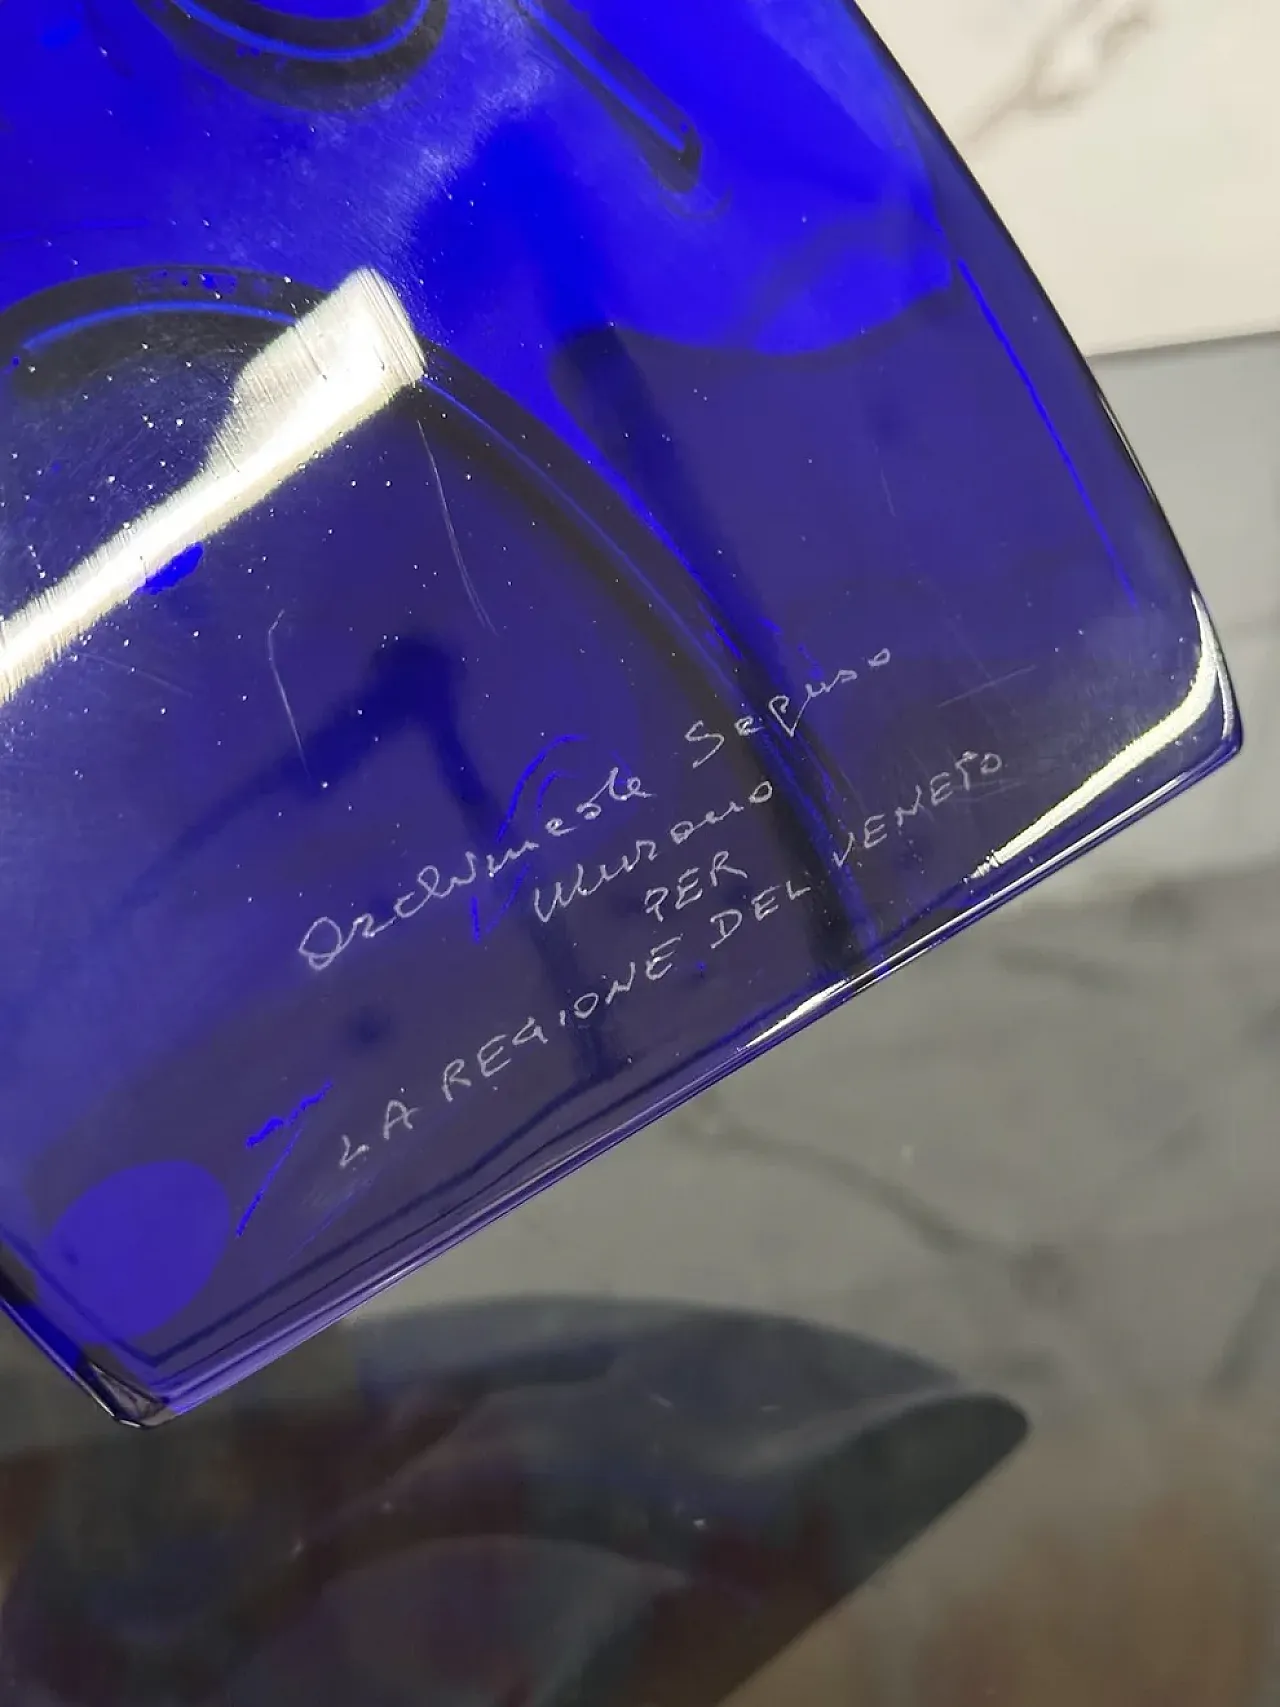 Archimede Seguso
Murano
PER
LA REGIONE DEL VENETO